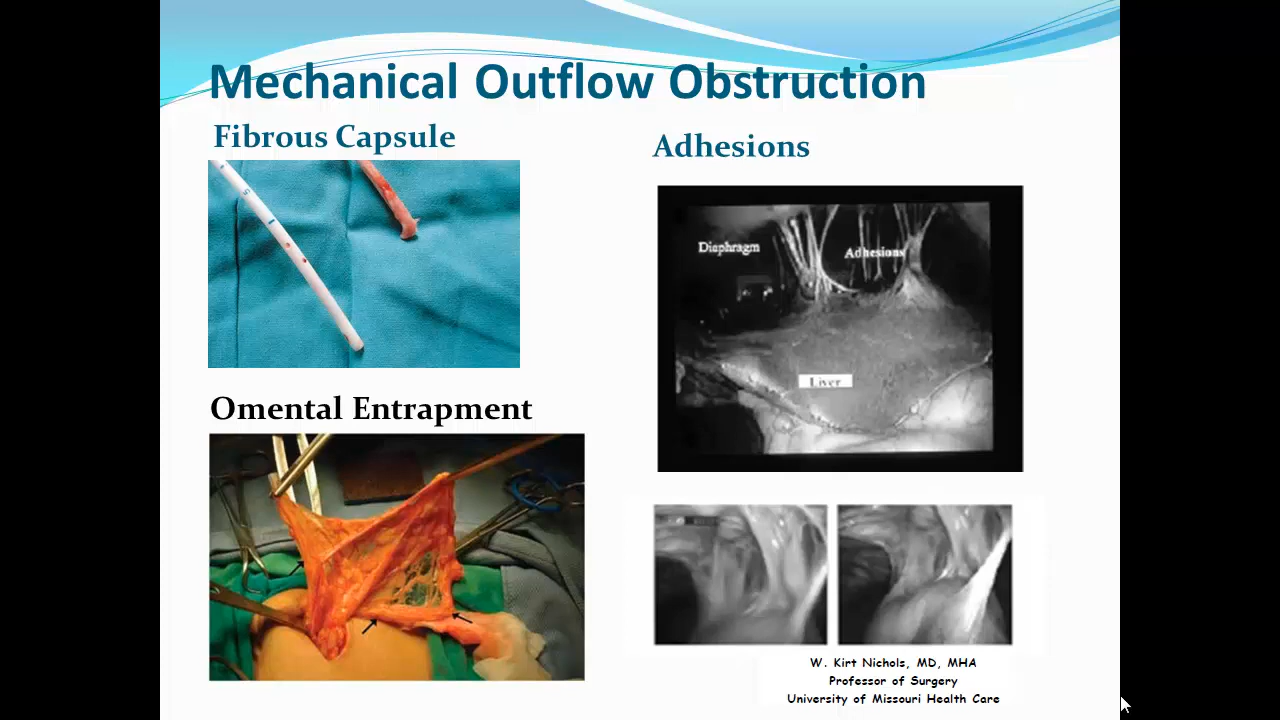 Mechanical Outflow Obstruction
Fibrous Capsule
Adhesions
Diaphragm
Adhesions
Liver
Omental Entrapment
W. Kirt Nichols, MD, MHA
Professor of Surgery
University of Missouri Health Care